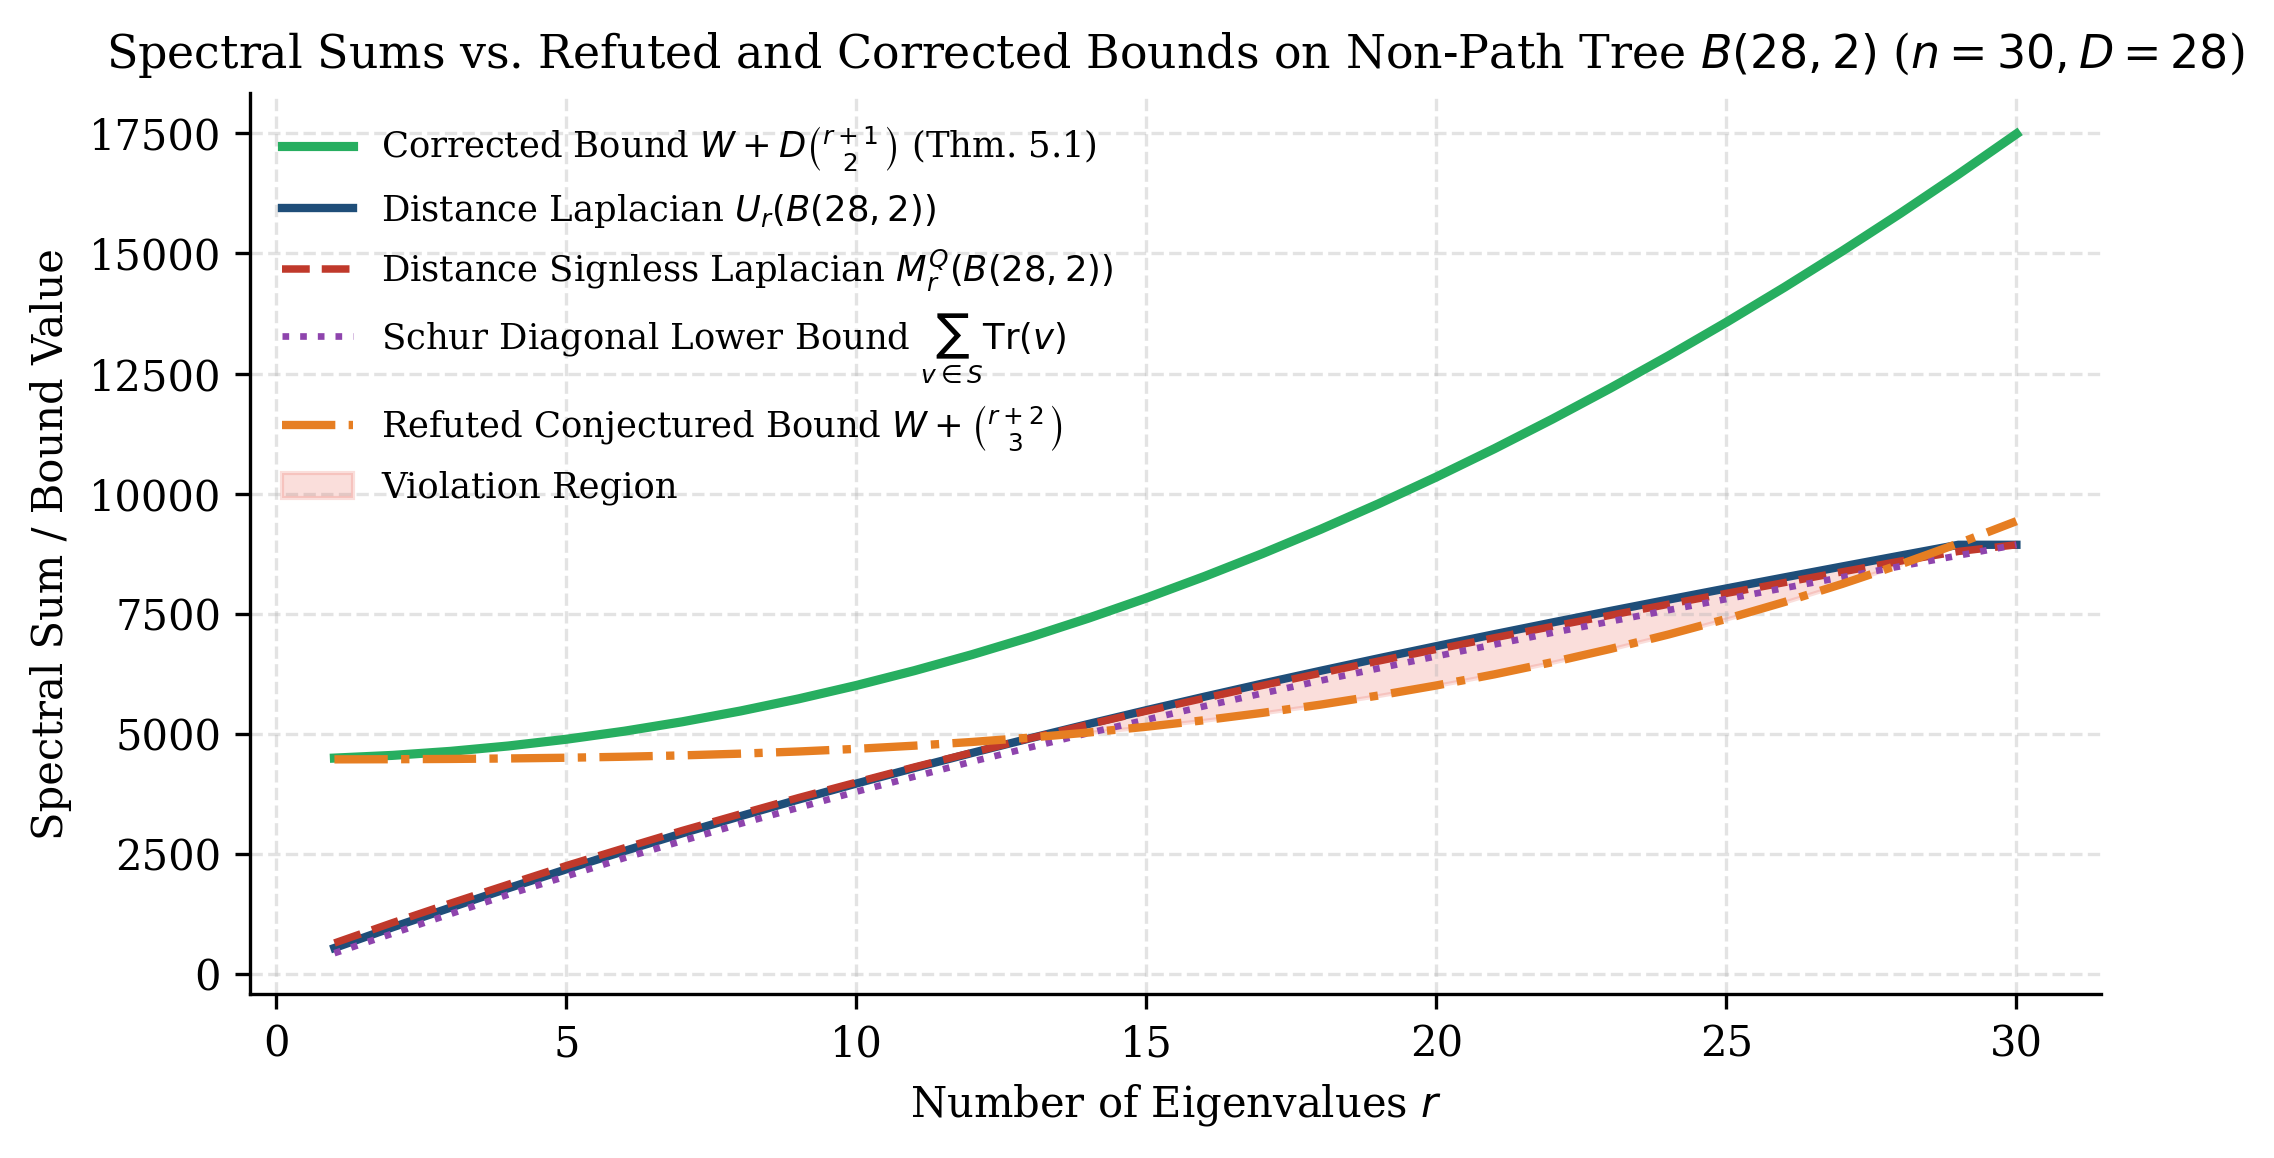 Spectral Sums vs. Refuted and Corrected Bounds on Non-Path Tree B(28, 2) (n = 30, D = 28)
Spectral Sum / Bound Value
17500
15000
12500
10000
7500
5000
2500
0
Corrected Bound W + D(r + 1 2) (Thm. 5.1)
Distance Laplacian U_r(B(28, 2))
Distance Signless Laplacian M_r^Q(B(28, 2))
Schur Diagonal Lower Bound ∑_{v ∈ S} Tr(v)
Refuted Conjectured Bound W + (r + 2 3)
Violation Region
0 5 10 15 20 25 30
Number of Eigenvalues r